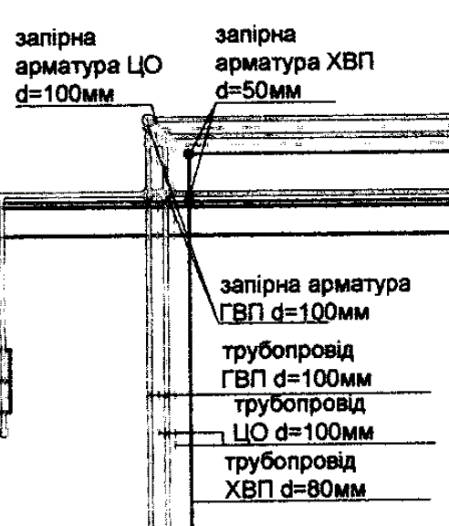 запірна
арматура ЦО
d=100мм
запірна
арматура ХВП
d=50мм
запірна арматура
ГВП d=100мм
трубопровід
ГВП d=100мм
трубопровід
ЦО d=100мм
трубопровід
ХВП d=80мм